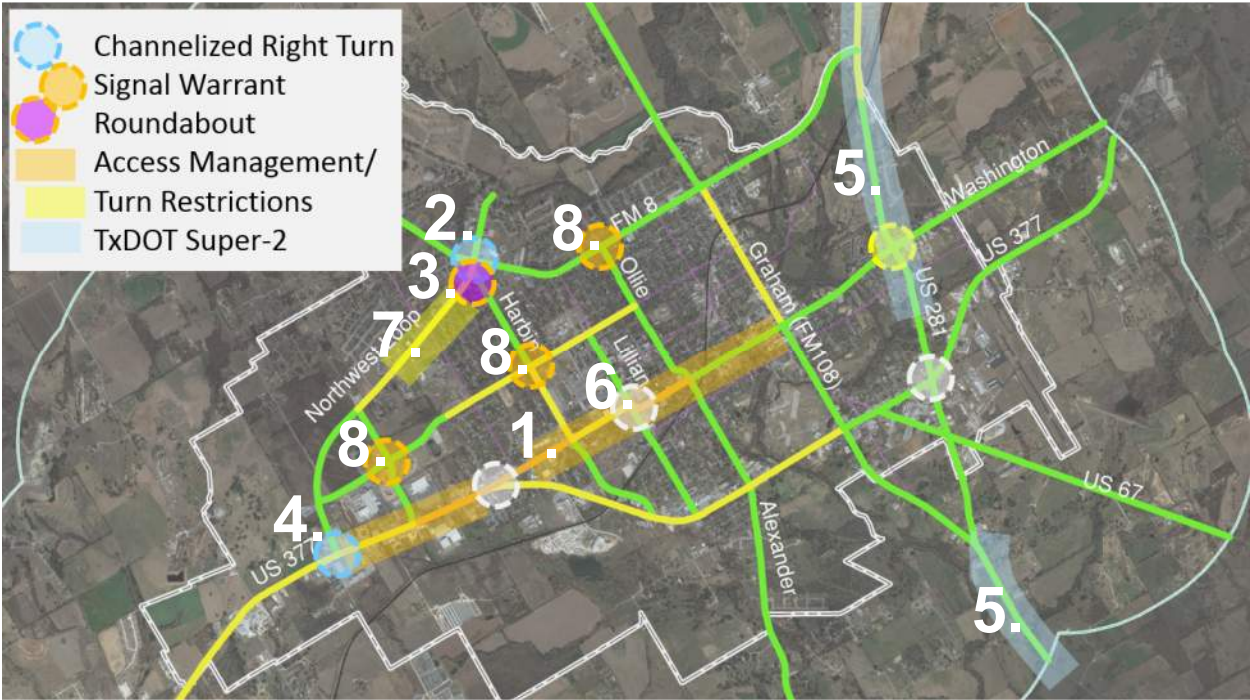 Channelized Right Turn
Signal Warrant
Roundabout
Access Management/
Turn Restrictions
TxDOT Super-2
5.
Washington
2.
8.
FM 8
3.
US 377
Ollie
Graham (FM108)
US 281
Harbin
7.
Northwest Loop
8.
Lillian
6.
1.
8.
4.
US 377
US 67
Alexander
5.